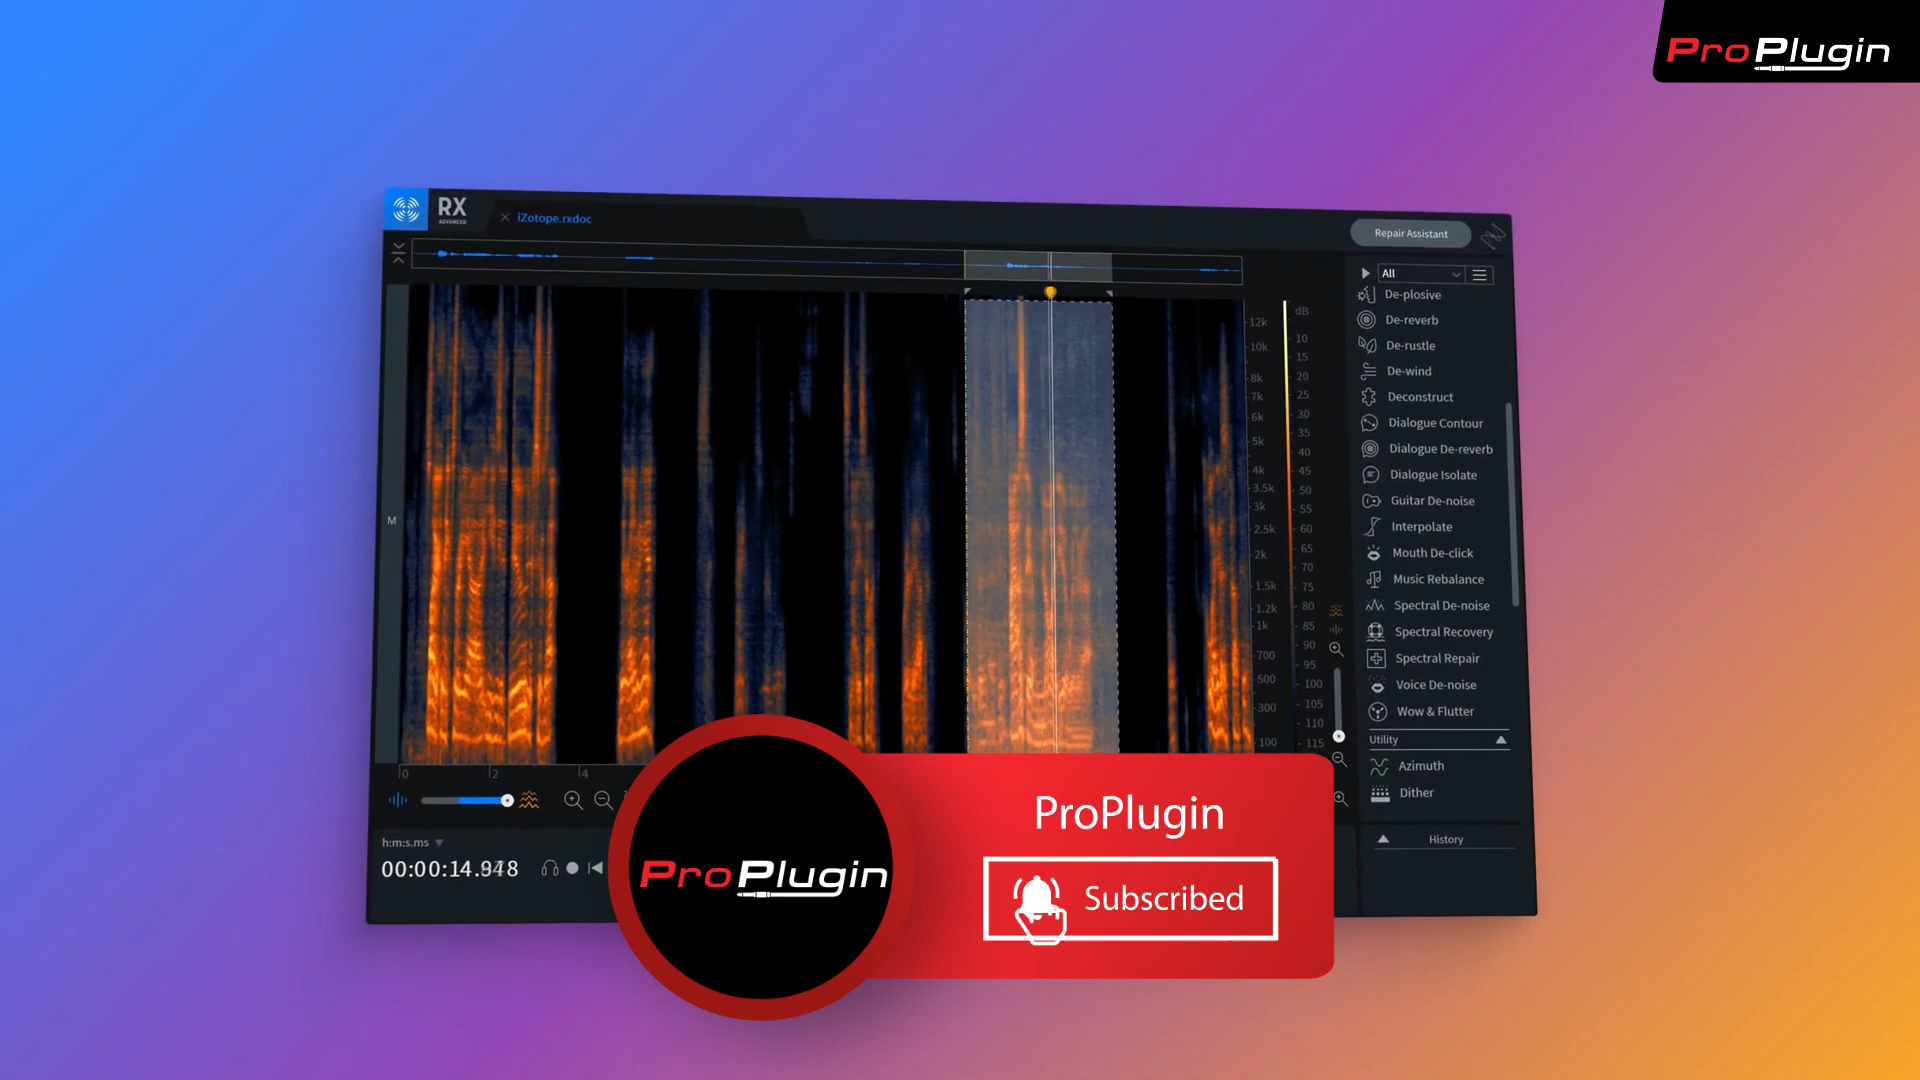 ProPlugin
RX
ADVANCED
iZotope.rxdoc
Repair Assistant
All
De-plosive
De-reverb
De-rustle
De-wind
Deconstruct
Dialogue Contour
Dialogue De-reverb
Dialogue Isolate
Guitar De-noise
Interpolate
Mouth De-click
Music Rebalance
Spectral De-noise
Spectral Recovery
Spectral Repair
Voice De-noise
Wow & Flutter
Utility
Azimuth
Dither
History
M
12k
10k
8k
7k
6k
5k
4k
3.5k
3k
2.5k
2k
1.5k
1.2k
1k
700
500
300
100
dB
10
15
20
25
30
35
40
45
50
55
60
65
70
75
80
85
90
95
100
105
110
115
0
2
4
h:m:s.ms
ProPlugin
ProPlugin
Subscribed